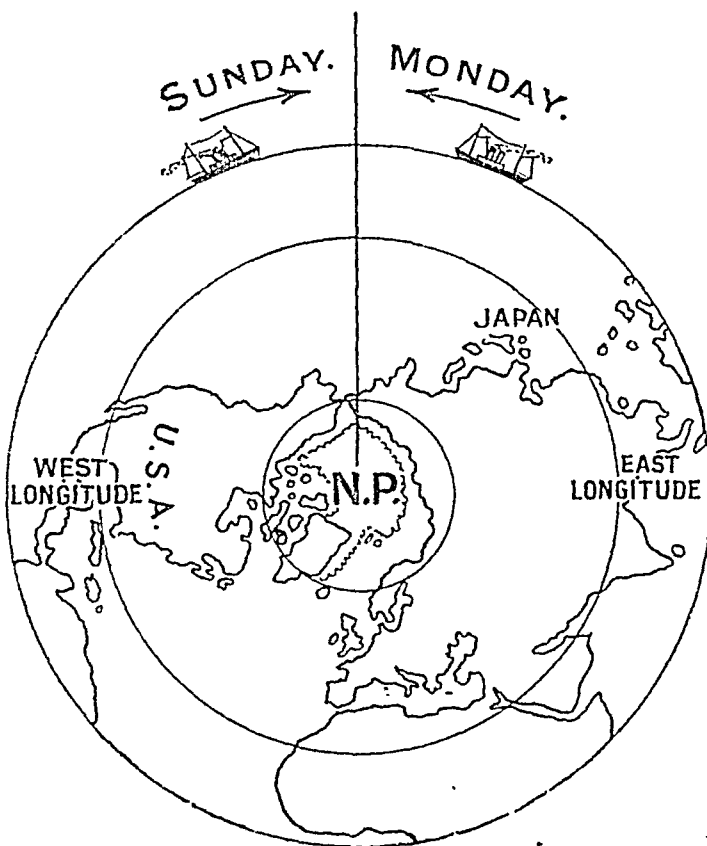 SUNDAY. MONDAY.
JAPAN
U.S.A.
WEST
LONGITUDE
N.P.
EAST
LONGITUDE